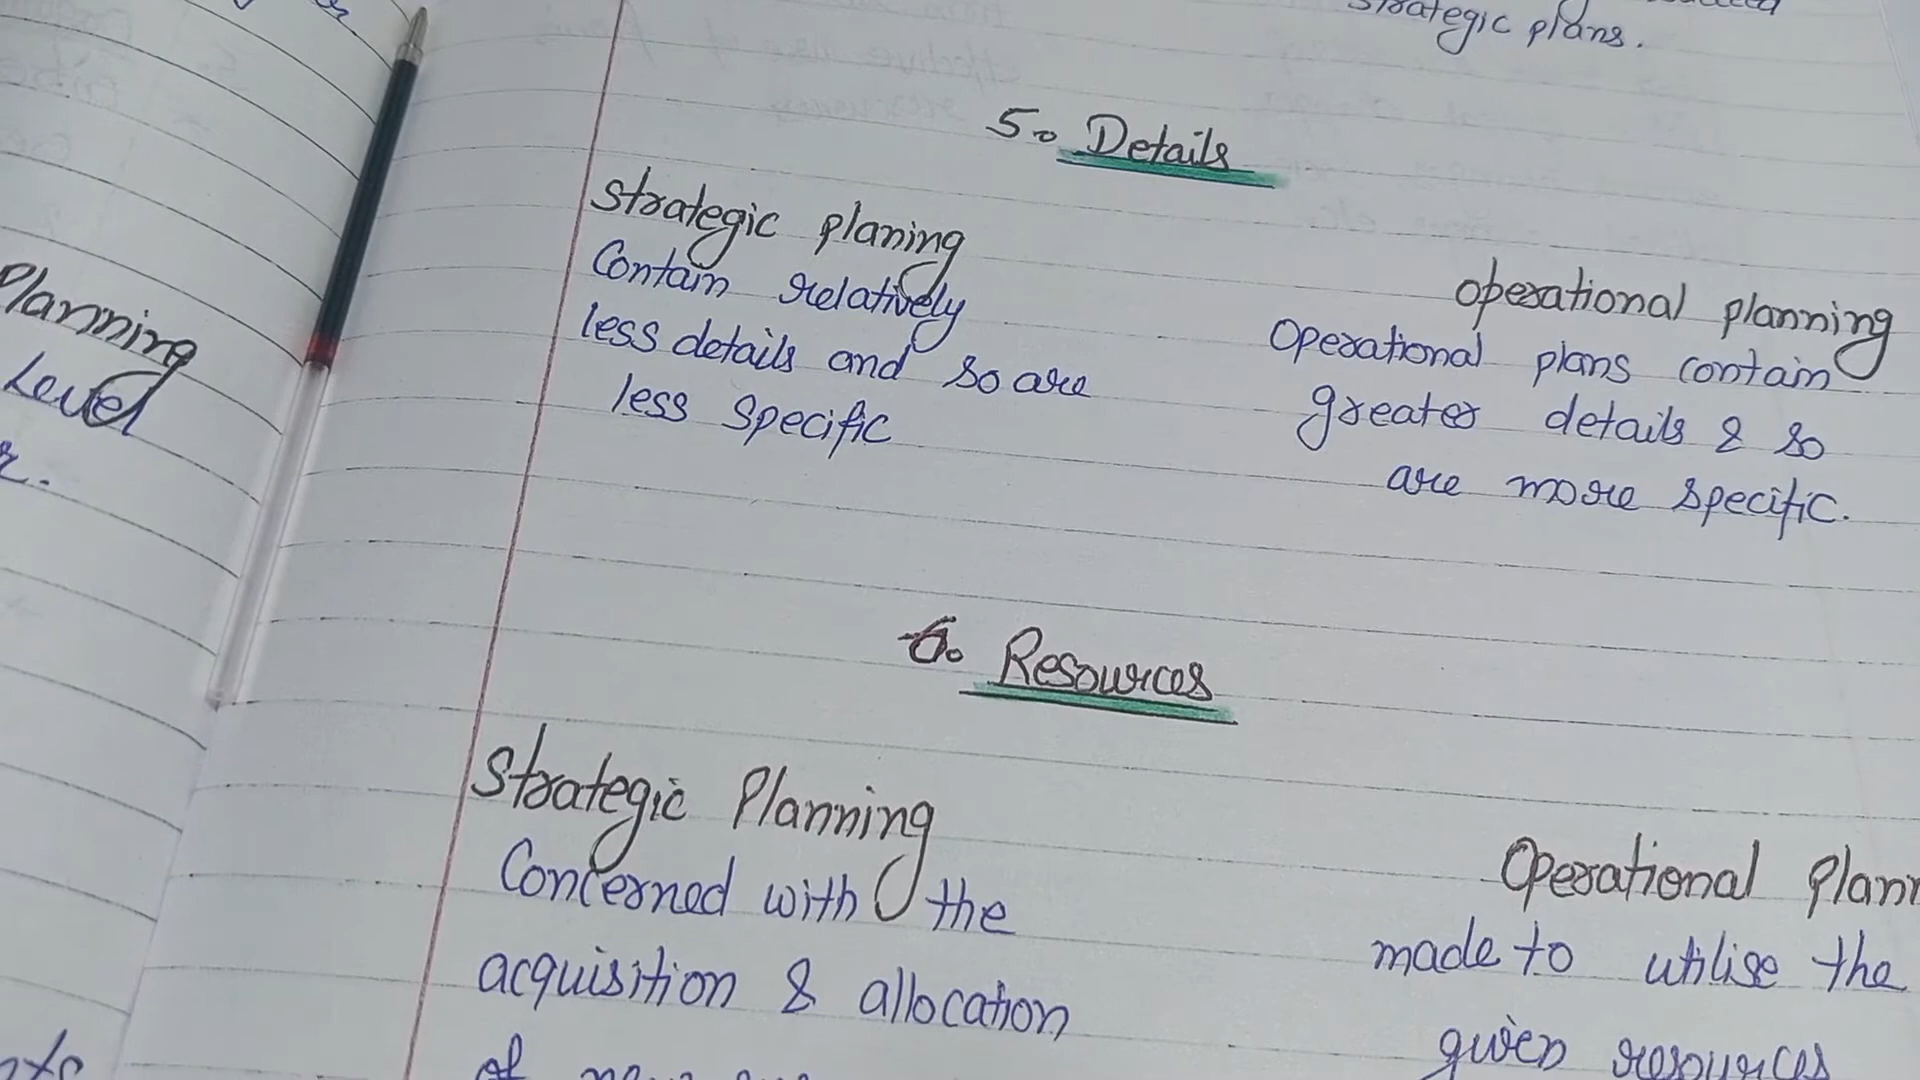 strategic plans.
5. Details
Strategic planing
Contain relatively
less details and so are
less specific
operational planning
Operational plans contain
greater details & so
are more specific.
6. Resources
Strategic Planning
Concerned with the
acquisition & allocation
of
Operational Plann
made to utilise the
given resources
Planning
Level